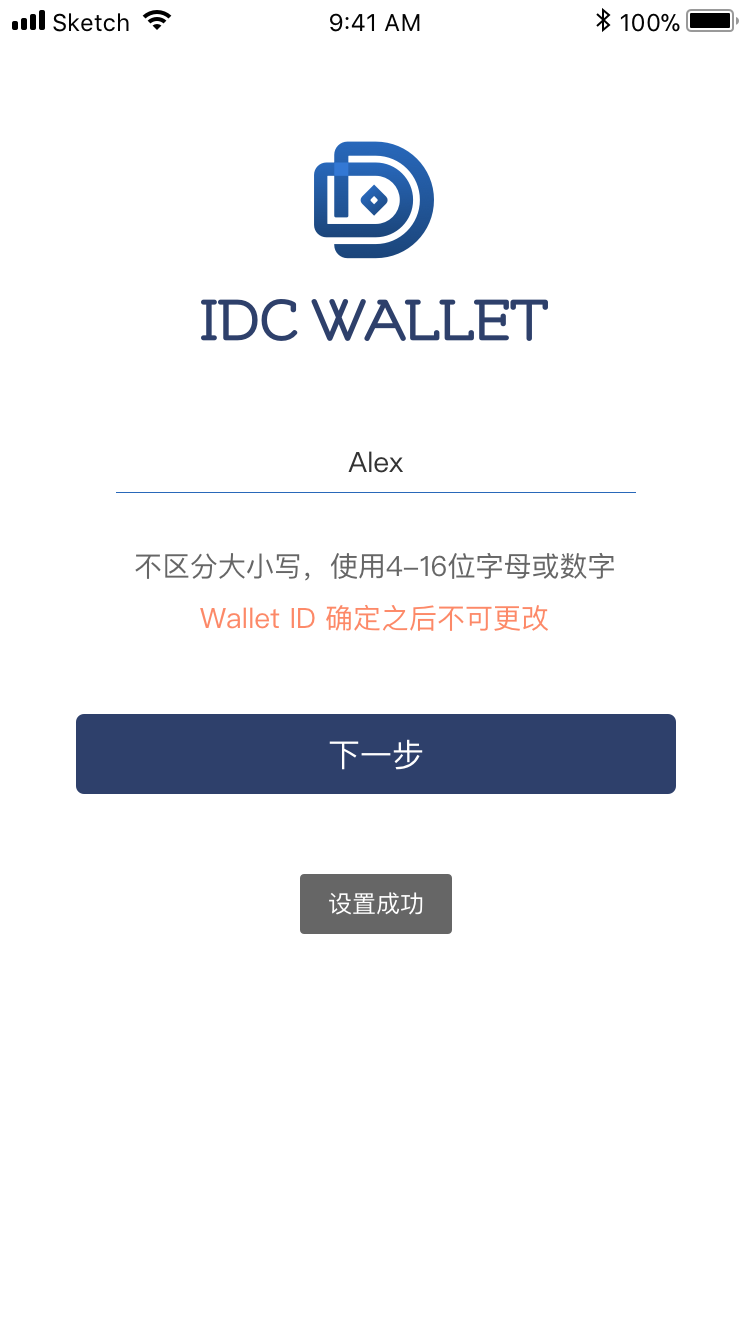 Sketch 9:41 AM 100%
IDC WALLET
Alex
不区分大小写，使用4-16位字母或数字
Wallet ID 确定之后不可更改
下一步
设置成功